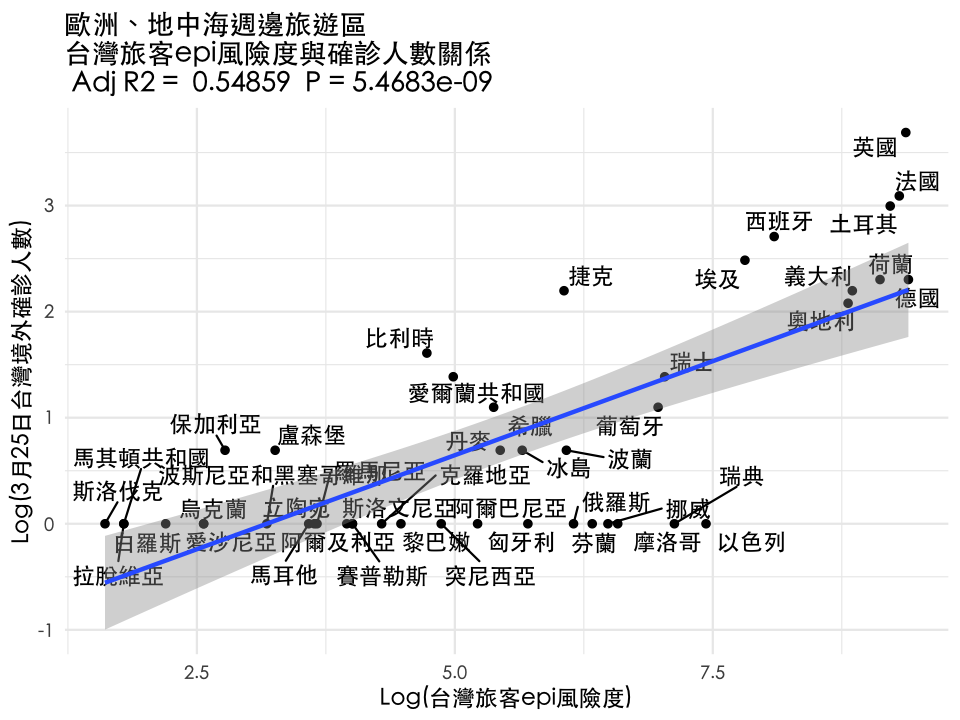 歐洲、地中海週邊旅遊區
台灣旅客epi風險度與確診人數關係
Adj R2 = 0.54859 P = 5.4683e-09
Log(3月25日台灣境外確診人數)
3
2
1
0
-1
英國
法國
土耳其
西班牙
埃及
義大利
荷蘭
德國
奧地利
捷克
比利時
瑞士
愛爾蘭共和國
葡萄牙
保加利亞
盧森堡
丹麥
希臘
冰島
波蘭
馬其頓共和國
波斯尼亞和黑塞哥維那
羅馬尼亞
克羅地亞
斯洛伐克
瑞典
烏克蘭
立陶宛
斯洛文尼亞
阿爾巴尼亞
俄羅斯
挪威
白羅斯
愛沙尼亞
阿爾及利亞
黎巴嫩
匈牙利
芬蘭
摩洛哥
以色列
拉脫維亞
馬耳他
賽普勒斯
突尼西亞
2.5
5.0
7.5
Log(台灣旅客epi風險度)